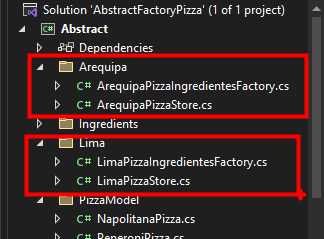 Solution 'AbstractFactoryPizza' (1 of 1 project)
Abstract
Dependencies
Arequipa
C# ArequipaPizzaIngredientesFactory.cs
C# ArequipaPizzaStore.cs
Ingredients
Lima
C# LimaPizzaIngredientesFactory.cs
C# LimaPizzaStore.cs
PizzaModel
C# NapolitanaPizza.cs
C# PeperoniPizza.cs